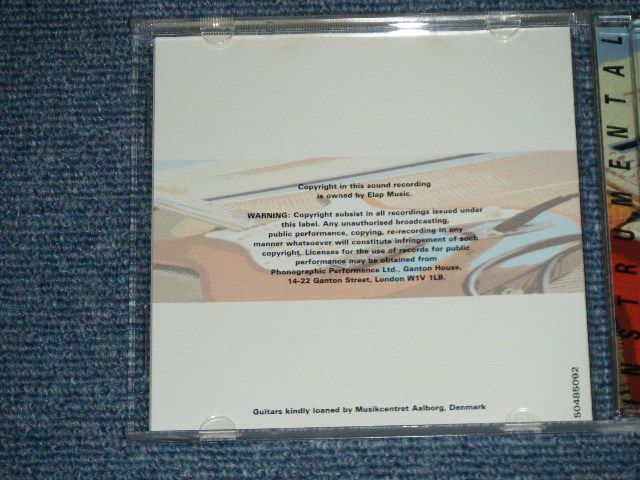 Copyright in this sound recording
is owned by Elap Music.
WARNING: Copyright subsist in all recordings issued under
this label. Any unauthorised broadcasting,
public performance, copying, re-recording in any
manner whatsoever will constitute infringement of such
copyright. Licenses for the use of records for public
performance may be obtained from
Phonographic Performance Ltd., Ganton House,
14-22 Ganton Street, London W1V 1LB.
Guitars kindly loaned by Musikcentret Aalborg, Denmark
50485092
INSTRUMENTAL